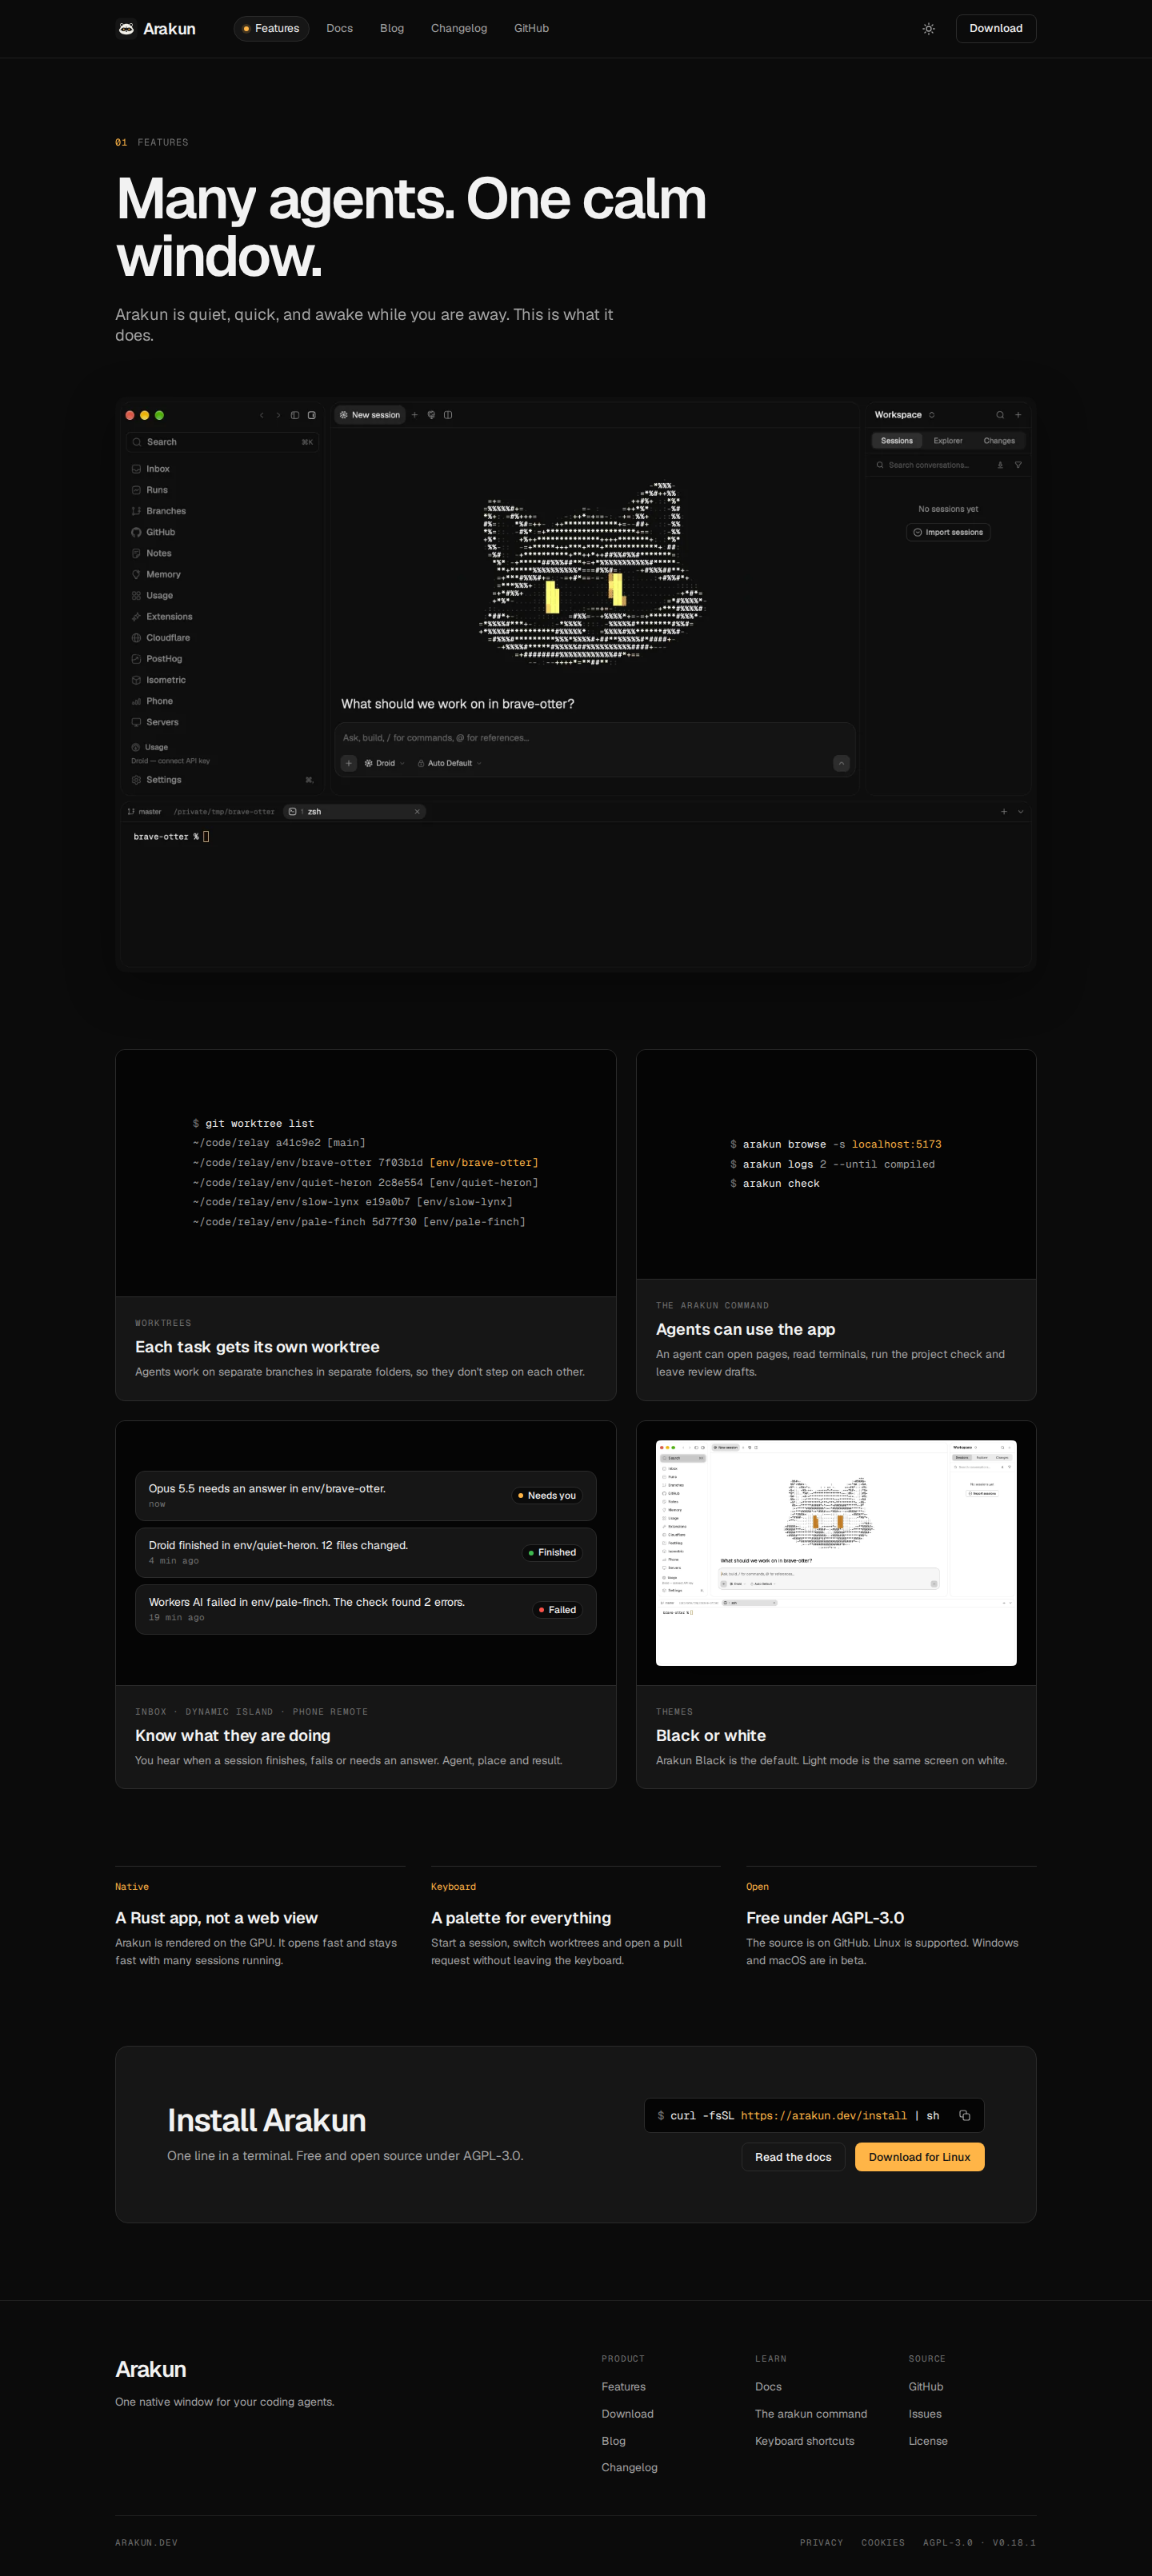 Arakun
Features
Docs
Blog
Changelog
GitHub
Download
01 FEATURES
Many agents. One calm
window.
Arakun is quiet, quick, and awake while you are away. This is what it
does.
New session
Workspace
Search ⌘K
Sessions
Explorer
Changes
Search conversations...
Inbox
Runs
Branches
GitHub
Notes
Memory
Usage
Extensions
Cloudflare
PostHog
Isometric
Phone
Servers
Usage
Droid — connect API key
Settings ⌘,
No sessions yet
Import sessions
What should we work on in brave-otter?
Ask, build, / for commands, @ for references...
Droid
Auto Default
master
/private/tmp/brave-otter
1 zsh
brave-otter %
$ git worktree list
~/code/relay a41c9e2 [main]
~/code/relay/env/brave-otter 7f03b1d [env/brave-otter]
~/code/relay/env/quiet-heron 2c8e554 [env/quiet-heron]
~/code/relay/env/slow-lynx e19a0b7 [env/slow-lynx]
~/code/relay/env/pale-finch 5d77f30 [env/pale-finch]
WORKTREES
Each task gets its own worktree
Agents work on separate branches in separate folders, so they don't step on each other.
$ arakun browse -s localhost:5173
$ arakun logs 2 --until compiled
$ arakun check
THE ARAKUN COMMAND
Agents can use the app
An agent can open pages, read terminals, run the project check and
leave review drafts.
Opus 5.5 needs an answer in env/brave-otter.
now
Needs you
Droid finished in env/quiet-heron. 12 files changed.
4 min ago
Finished
Workers AI failed in env/pale-finch. The check found 2 errors.
19 min ago
Failed
INBOX · DYNAMIC ISLAND · PHONE REMOTE
Know what they are doing
You hear when a session finishes, fails or needs an answer. Agent, place and result.
New session
Workspace
What should we work on in brave-otter?
THEMES
Black or white
Arakun Black is the default. Light mode is the same screen on white.
Native
A Rust app, not a web view
Arakun is rendered on the GPU. It opens fast and stays
fast with many sessions running.
Keyboard
A palette for everything
Start a session, switch worktrees and open a pull
request without leaving the keyboard.
Open
Free under AGPL-3.0
The source is on GitHub. Linux is supported. Windows
and macOS are in beta.
Install Arakun
One line in a terminal. Free and open source under AGPL-3.0.
$ curl -fsSL https://arakun.dev/install | sh
Read the docs
Download for Linux
Arakun
One native window for your coding agents.
PRODUCT
Features
Download
Blog
Changelog
LEARN
Docs
The arakun command
Keyboard shortcuts
SOURCE
GitHub
Issues
License
ARAKUN.DEV
PRIVACY
COOKIES
AGPL-3.0 · V0.18.1